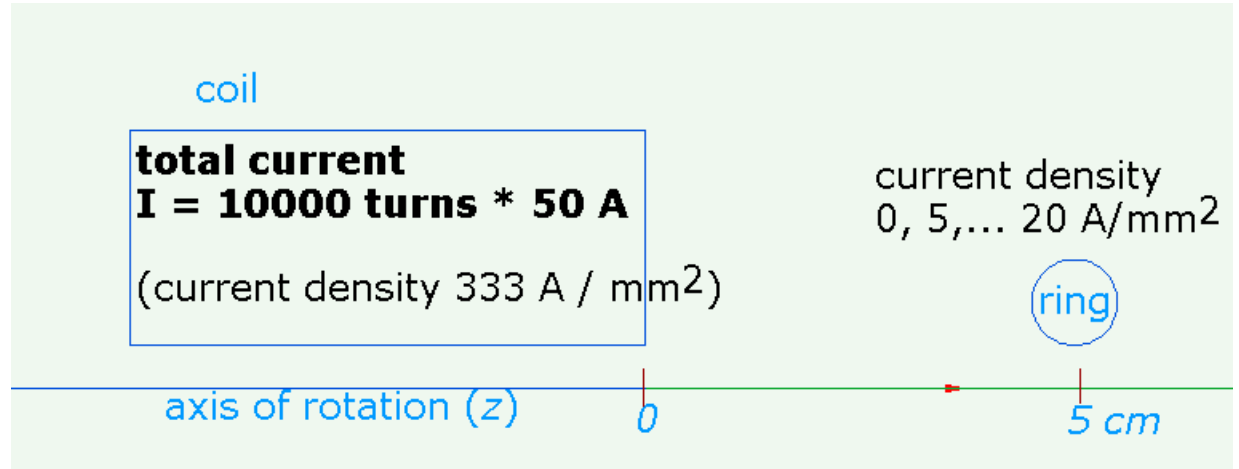 coil
total current
I = 10000 turns * 50 A
(current density 333 A / mm²)
current density
0, 5,... 20 A/mm²
ring
axis of rotation (z)
0
5 cm